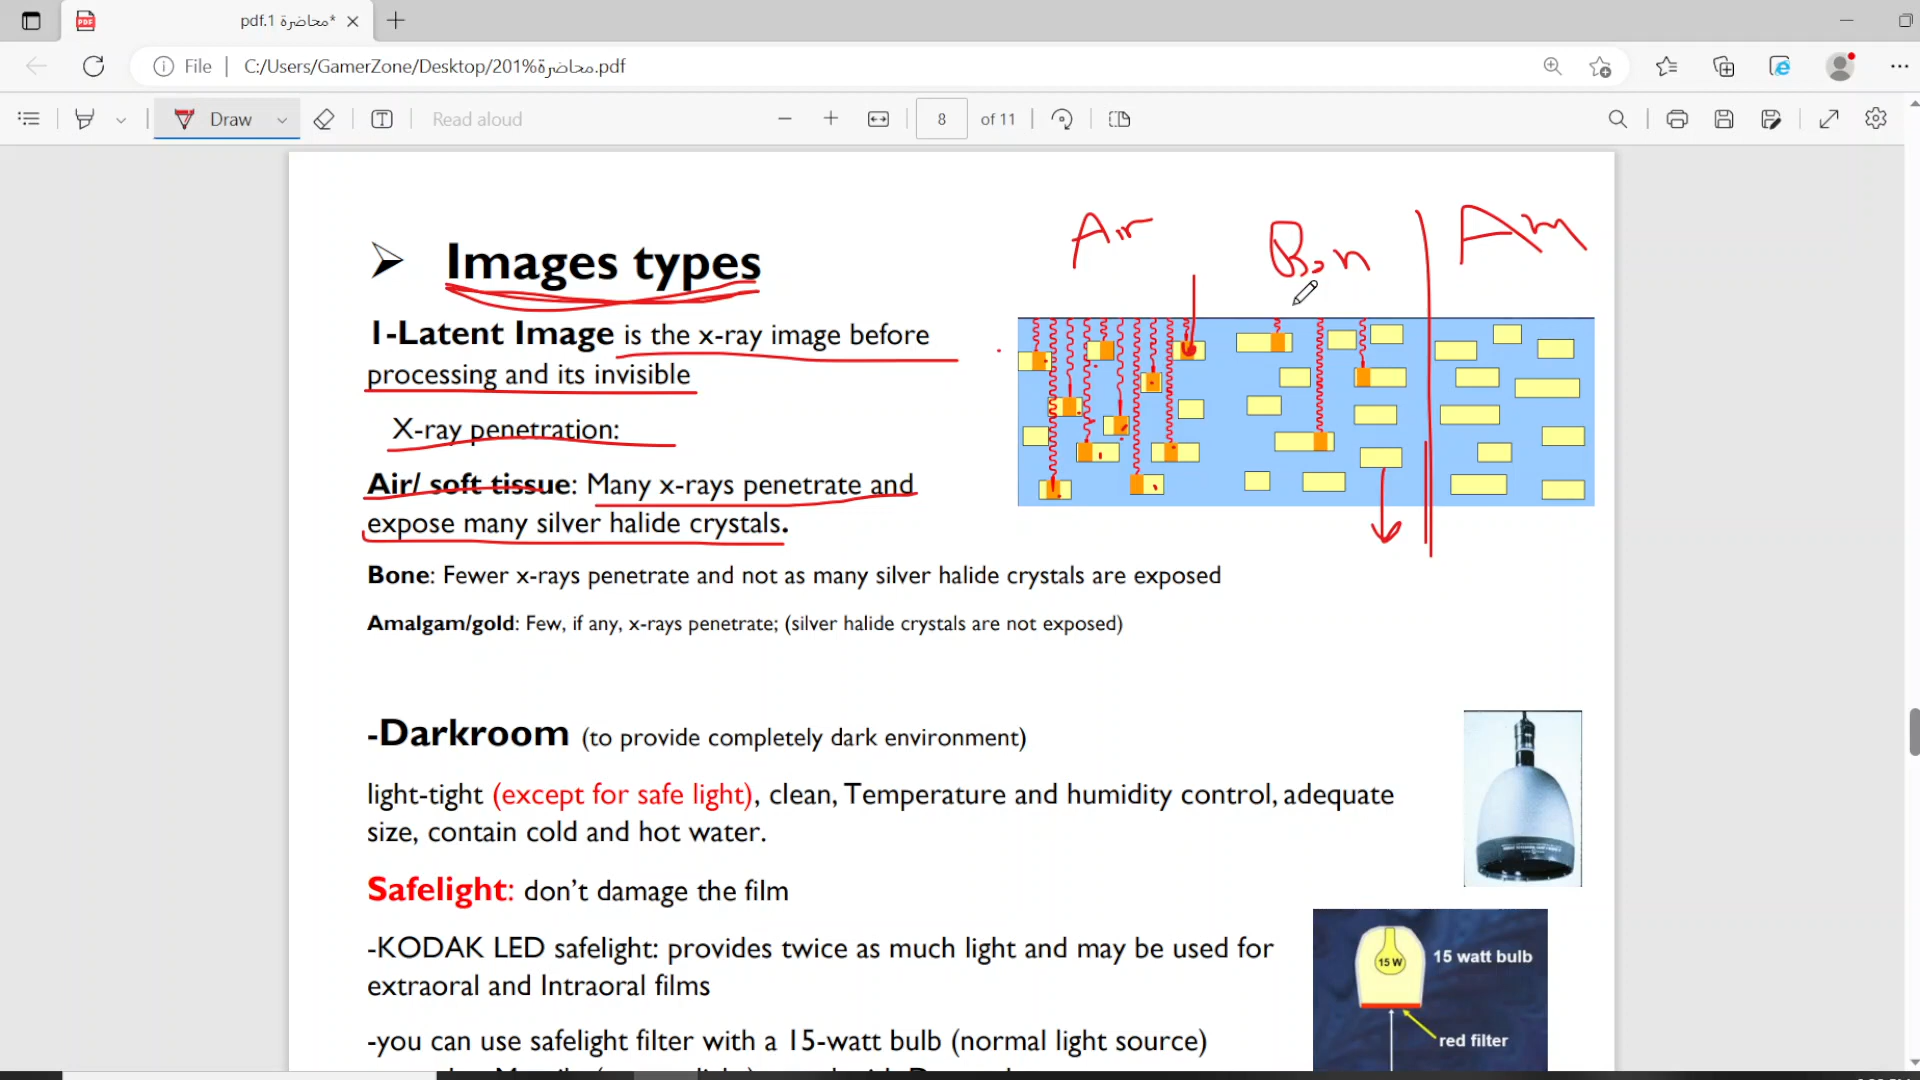 pdf.1 محاضرة*
File
C:/Users/GamerZone/Desktop/201%محاضرة.pdf
Draw
Read aloud
8 of 11
Air
Bon
Am
Images types
1-Latent Image is the x-ray image before
processing and its invisible
X-ray penetration:
Air/ soft tissue: Many x-rays penetrate and
expose many silver halide crystals.
Bone: Fewer x-rays penetrate and not as many silver halide crystals are exposed
Amalgam/gold: Few, if any, x-rays penetrate; (silver halide crystals are not exposed)
-Darkroom (to provide completely dark environment)
light-tight (except for safe light), clean, Temperature and humidity control, adequate
size, contain cold and hot water.
Safelight: don't damage the film
-KODAK LED safelight: provides twice as much light and may be used for
extraoral and Intraoral films
-you can use safelight filter with a 15-watt bulb (normal light source)
15 W
15 watt bulb
red filter